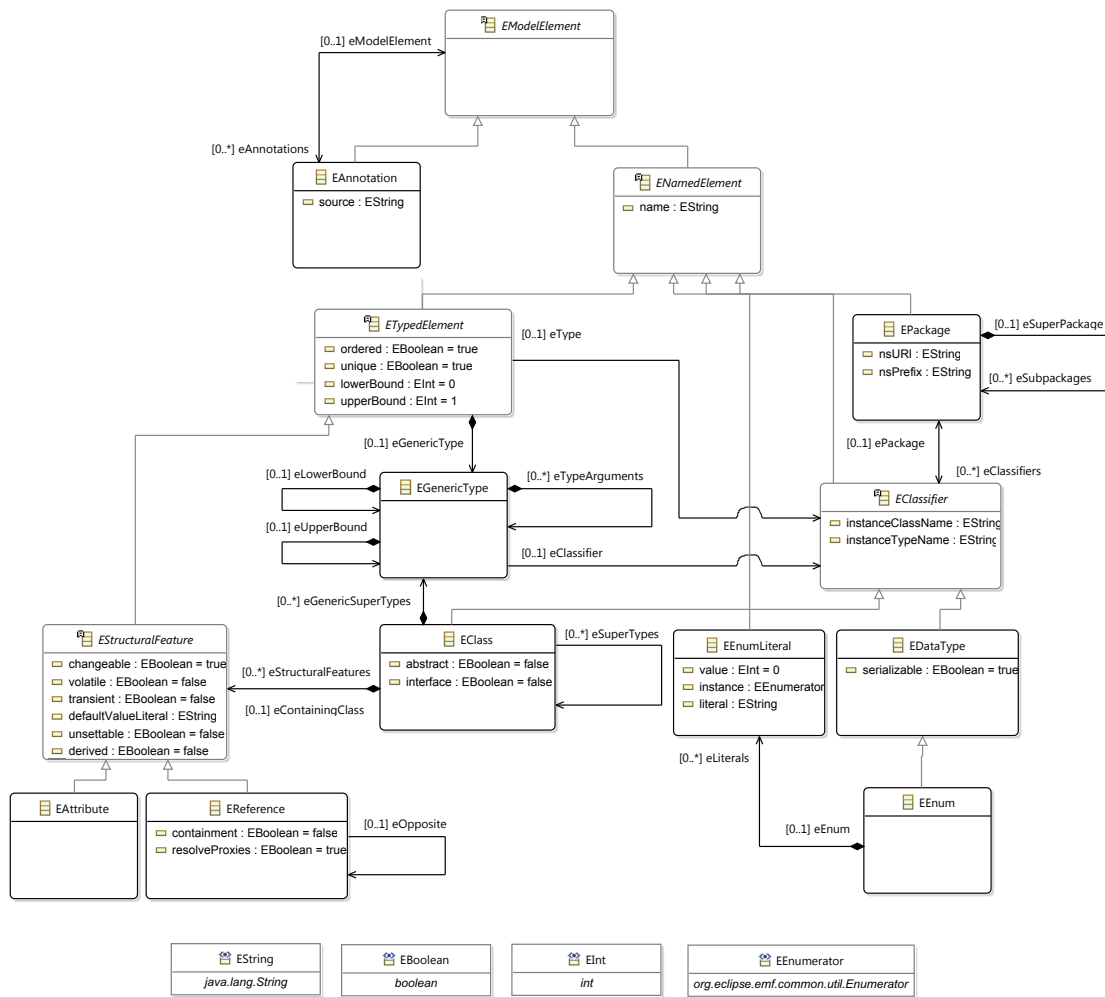 EModelElement
[0..1] eModelElement
[0..*] eAnnotations
EAnnotation
source : EString
ENamedElement
name : EString
ETypedElement
ordered : EBoolean = true
unique : EBoolean = true
lowerBound : EInt = 0
upperBound : EInt = 1
[0..1] eType
EPackage
nsURI : EString
nsPrefix : EString
[0..1] eSuperPackage
[0..*] eSubpackages
[0..1] eGenericType
[0..1] ePackage
[0..*] eClassifiers
[0..1] eLowerBound
[0..1] eUpperBound
EGenericType
[0..*] eTypeArguments
[0..1] eClassifier
EClassifier
instanceClassName : EString
instanceTypeName : EString
[0..*] eGenericSuperTypes
EStructuralFeature
changeable : EBoolean = true
volatile : EBoolean = false
transient : EBoolean = false
defaultValueLiteral : EString
unsettable : EBoolean = false
derived : EBoolean = false
[0..*] eStructuralFeatures
[0..1] eContainingClass
EClass
abstract : EBoolean = false
interface : EBoolean = false
[0..*] eSuperTypes
EEnumLiteral
value : EInt = 0
instance : EEnumerator
literal : EString
EDataType
serializable : EBoolean = true
[0..*] eLiterals
EAttribute
EReference
containment : EBoolean = false
resolveProxies : EBoolean = true
[0..1] eOpposite
[0..1] eEnum
EEnum
EString
java.lang.String
EBoolean
boolean
EInt
int
EEnumerator
org.eclipse.emf.common.util.Enumerator